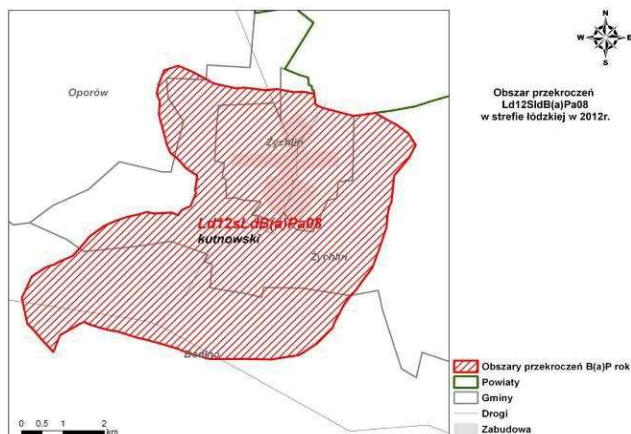 N
W E
S
Obszar przekroczeń
Ld12SldB(a)Pa08
w strefie łódzkiej w 2012r.
Oporów
Żychlin
Ld12sLdB(a)Pa08
kutnowski
Żychlin
Bedlno
Obszary przekroczeń B(a)P rok
Powiaty
Gminy
Drogi
Zabudowa
0 0.5 1 2
km